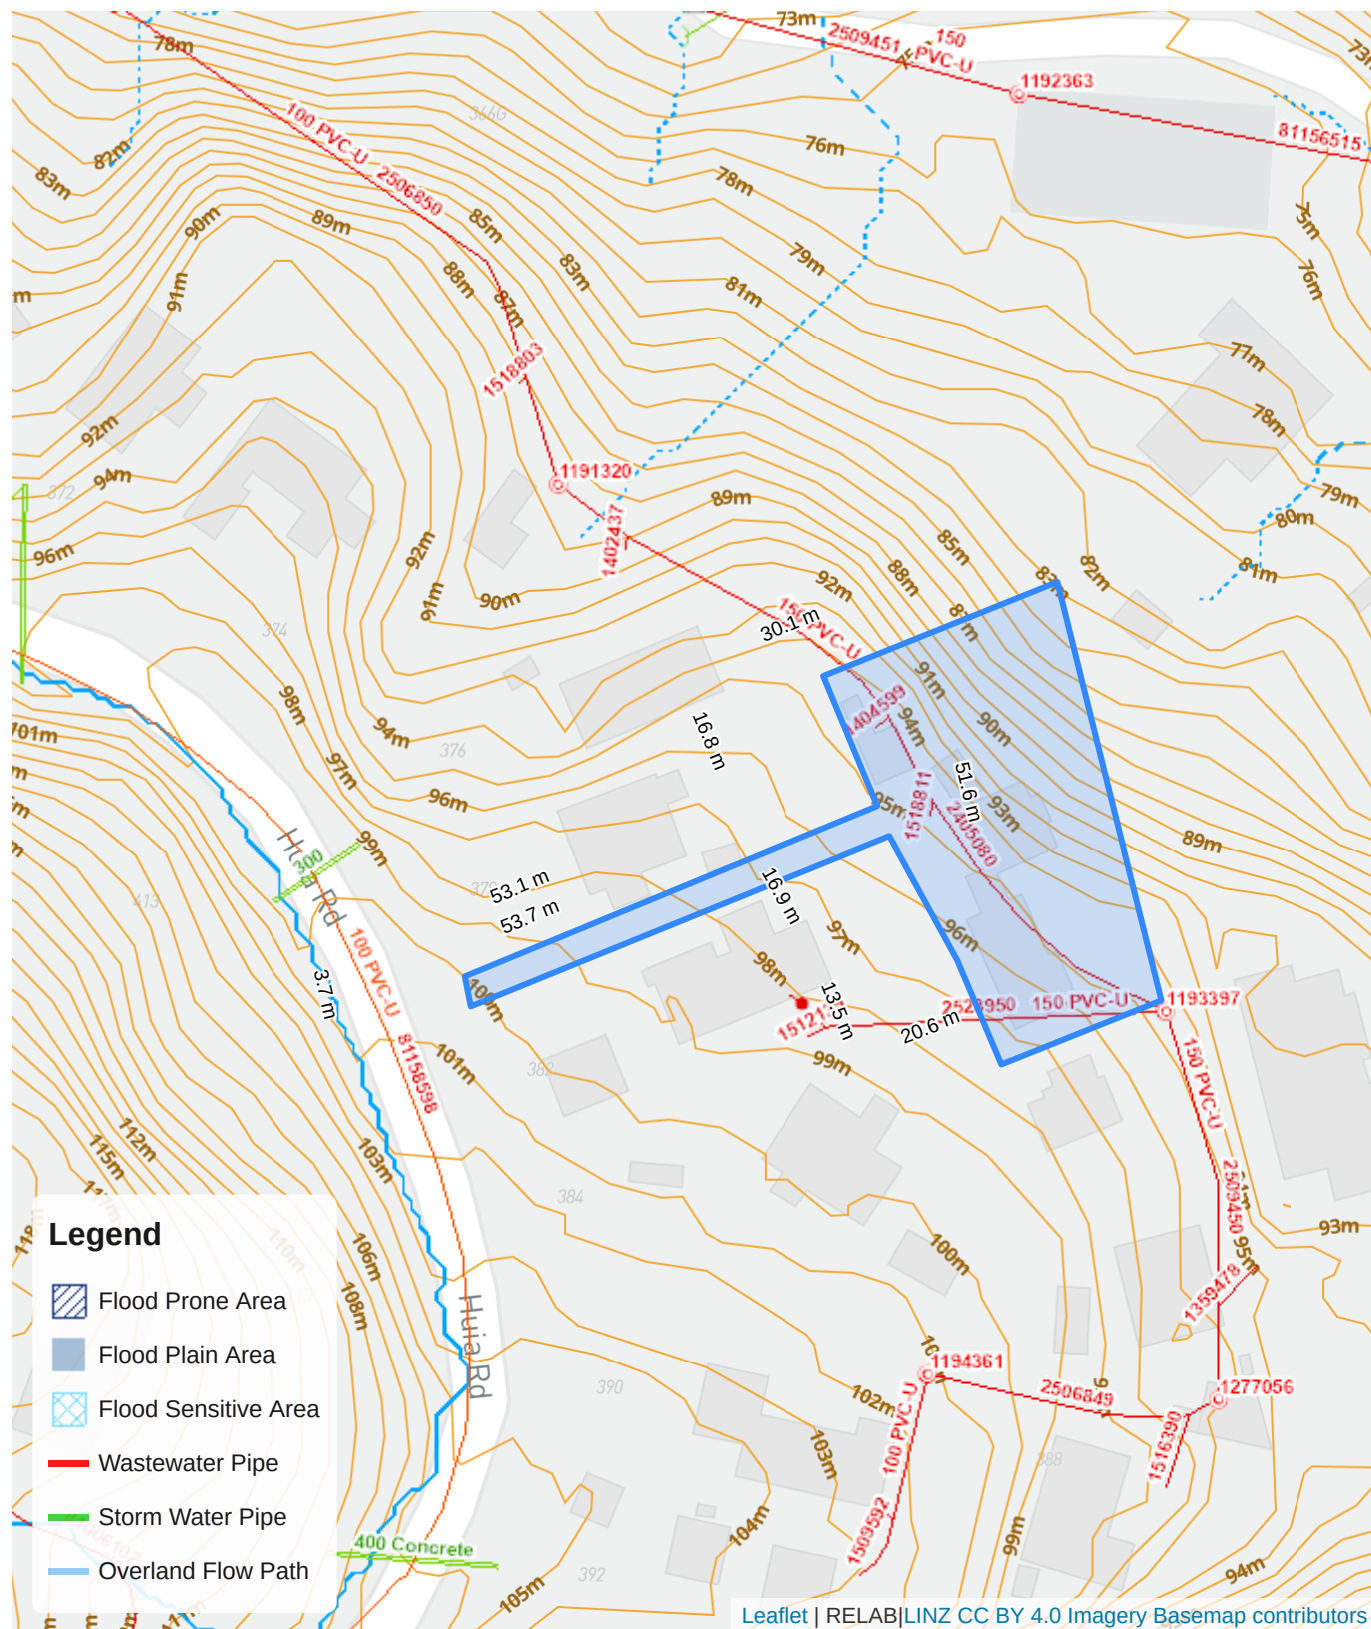 73m
150
2509451 PVC-U
78m
1192363
81156515
73m
366G
100 PVC-U 2506850
76m
82m
83m
78m
75m
90m
89m
85m
79m
76m
88m
83m
81m
91m
87m
m
1518803
77m
92m
78m
94m
372
1191320
89m
79m
80m
96m
1402437
92m
85m
81m
92m
88m
82m
91m
90m
150 PVC-U
30.1 m
374
98m
91m
1404599
94m
90m
101m
94m
376
16.8 m
97m
96m
95m
1518811
51.6 m
93m
2405080
89m
Huia Rd
300
99m
413
53.1 m
53.7 m
16.9 m
97m
96m
98m
3.7 m
100 PVC-U
100m
13.5 m
20.6 m
150 PVC-U
1193397
99m
81158598
101m
382
150 PVC-U
112m
115m
103m
384
2509450
93m
118m
110m
106m
100m
95m
1359478
108m
Huia Rd
1194361
2506849
1277056
390
102m
100 PVC-U
103m
1516390
388
104m
1509592
99m
400 Concrete
392
105m
94m
Legend
Flood Prone Area
Flood Plain Area
Flood Sensitive Area
Wastewater Pipe
Storm Water Pipe
Overland Flow Path
Leaflet | RELAB|LINZ CC BY 4.0 Imagery Basemap contributors